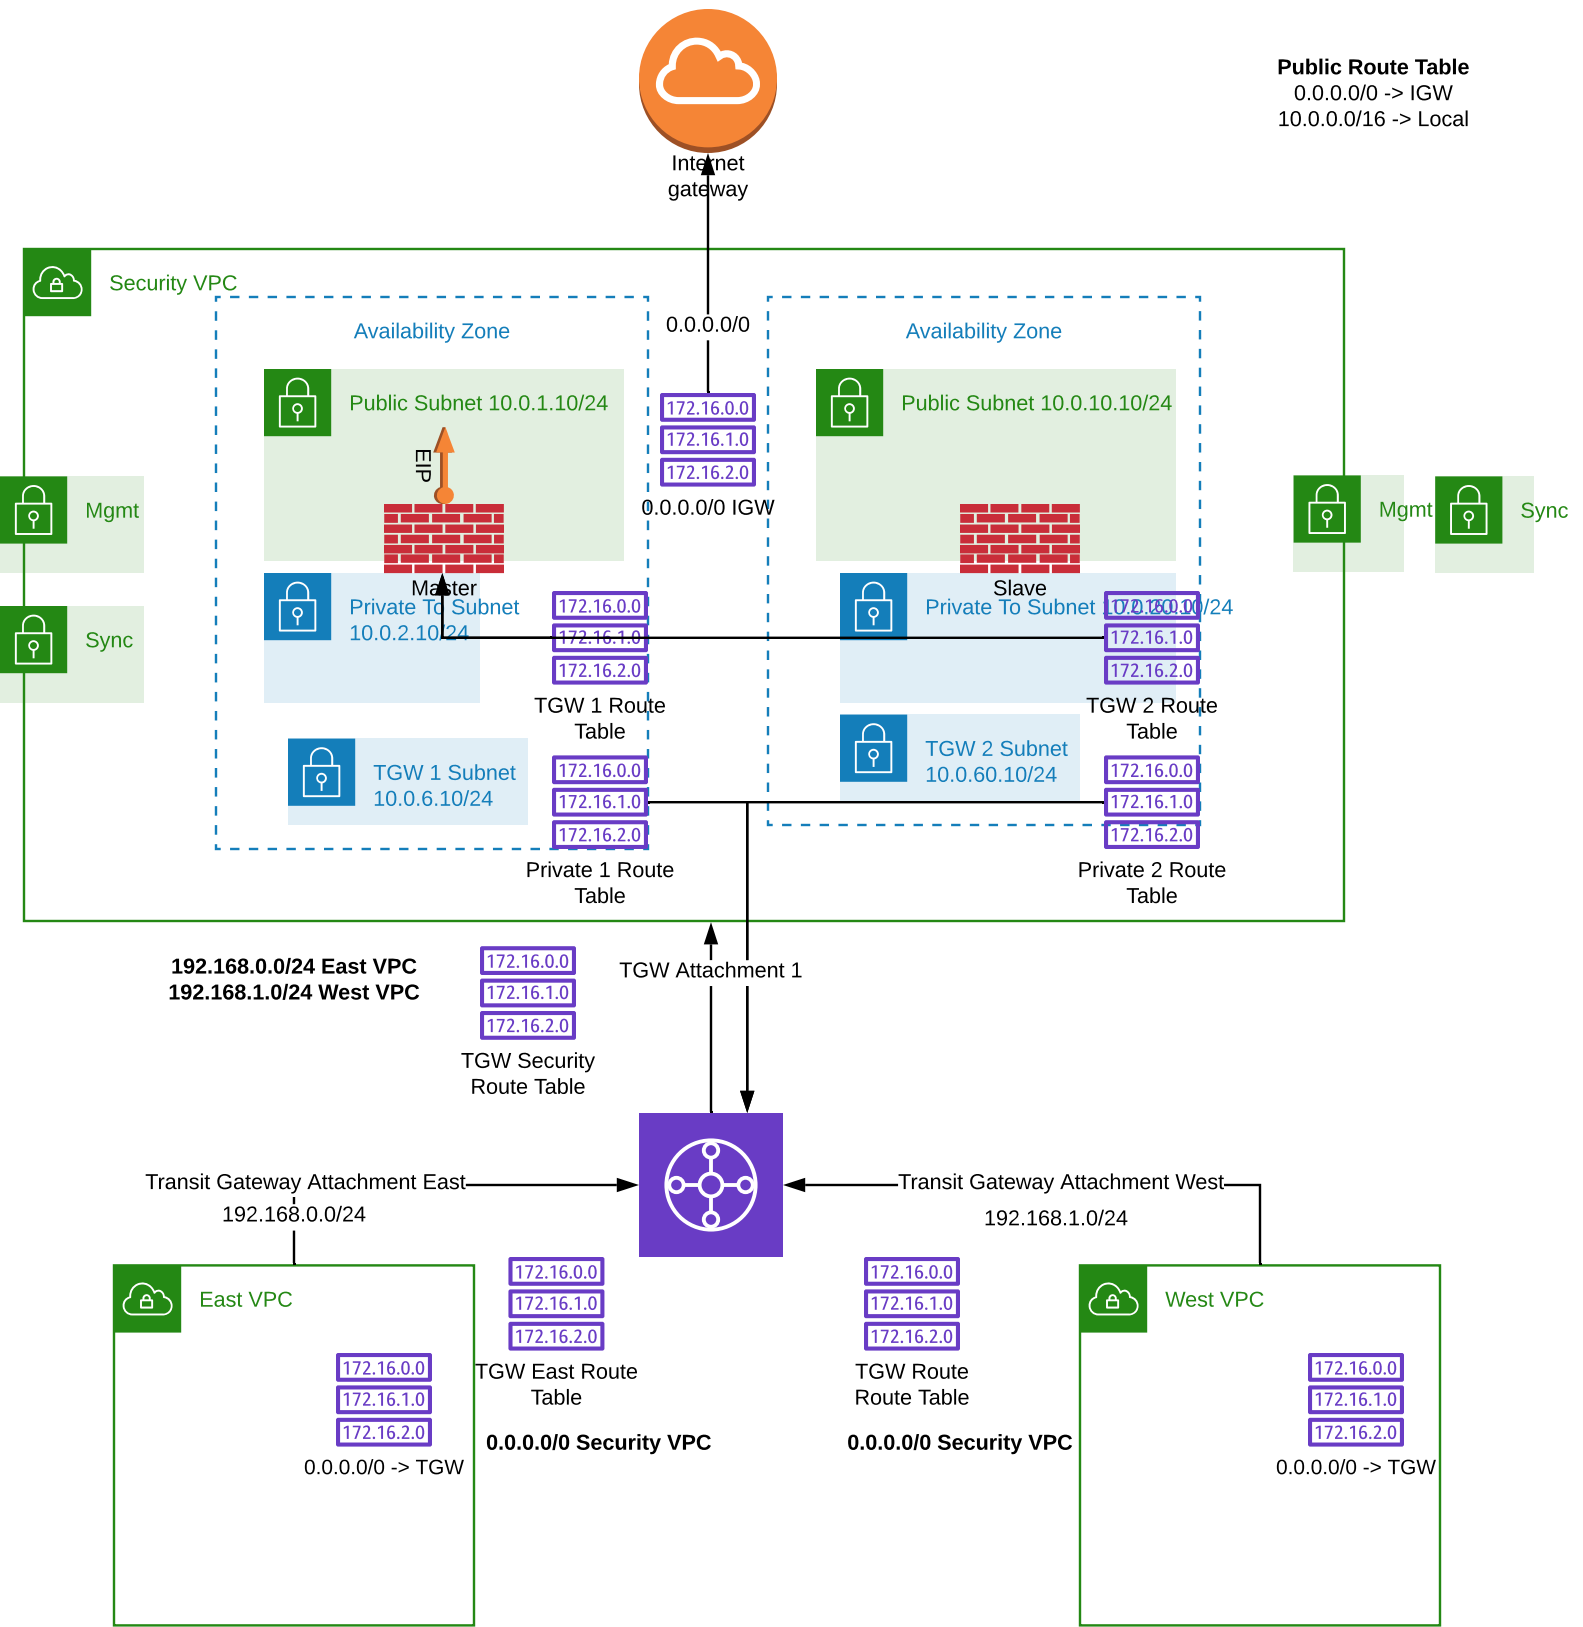 Internet
gateway
Public Route Table
0.0.0.0/0 -> IGW
10.0.0.0/16 -> Local
Security VPC
Availability Zone
0.0.0.0/0
Availability Zone
Public Subnet 10.0.1.10/24
EIP
Master
172.16.0.0
172.16.1.0
172.16.2.0
0.0.0.0/0 IGW
Public Subnet 10.0.10.10/24
Slave
Mgmt
Sync
Mgmt
Sync
Private To Subnet
10.0.2.10/24
172.16.0.0
172.16.1.0
172.16.2.0
TGW 1 Route
Table
Private To Subnet 10.0.20.10/24
172.16.0.0
172.16.1.0
172.16.2.0
TGW 2 Route
Table
TGW 1 Subnet
10.0.6.10/24
172.16.0.0
172.16.1.0
172.16.2.0
Private 1 Route
Table
TGW 2 Subnet
10.0.60.10/24
172.16.0.0
172.16.1.0
172.16.2.0
Private 2 Route
Table
192.168.0.0/24 East VPC
192.168.1.0/24 West VPC
172.16.0.0
172.16.1.0
172.16.2.0
TGW Security
Route Table
TGW Attachment 1
Transit Gateway Attachment East
192.168.0.0/24
Transit Gateway Attachment West
192.168.1.0/24
East VPC
172.16.0.0
172.16.1.0
172.16.2.0
0.0.0.0/0 -> TGW
172.16.0.0
172.16.1.0
172.16.2.0
TGW East Route
Table
0.0.0.0/0 Security VPC
172.16.0.0
172.16.1.0
172.16.2.0
TGW Route
Route Table
0.0.0.0/0 Security VPC
West VPC
172.16.0.0
172.16.1.0
172.16.2.0
0.0.0.0/0 -> TGW